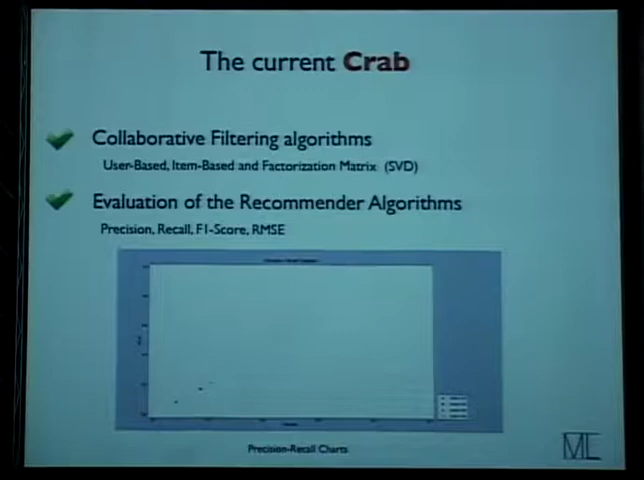 The current Crab
Collaborative Filtering algorithms
User-Based, Item-Based and Factorization Matrix (SVD)
Evaluation of the Recommender Algorithms
Precision, Recall, F1-Score, RMSE
Precision-Recall Charts